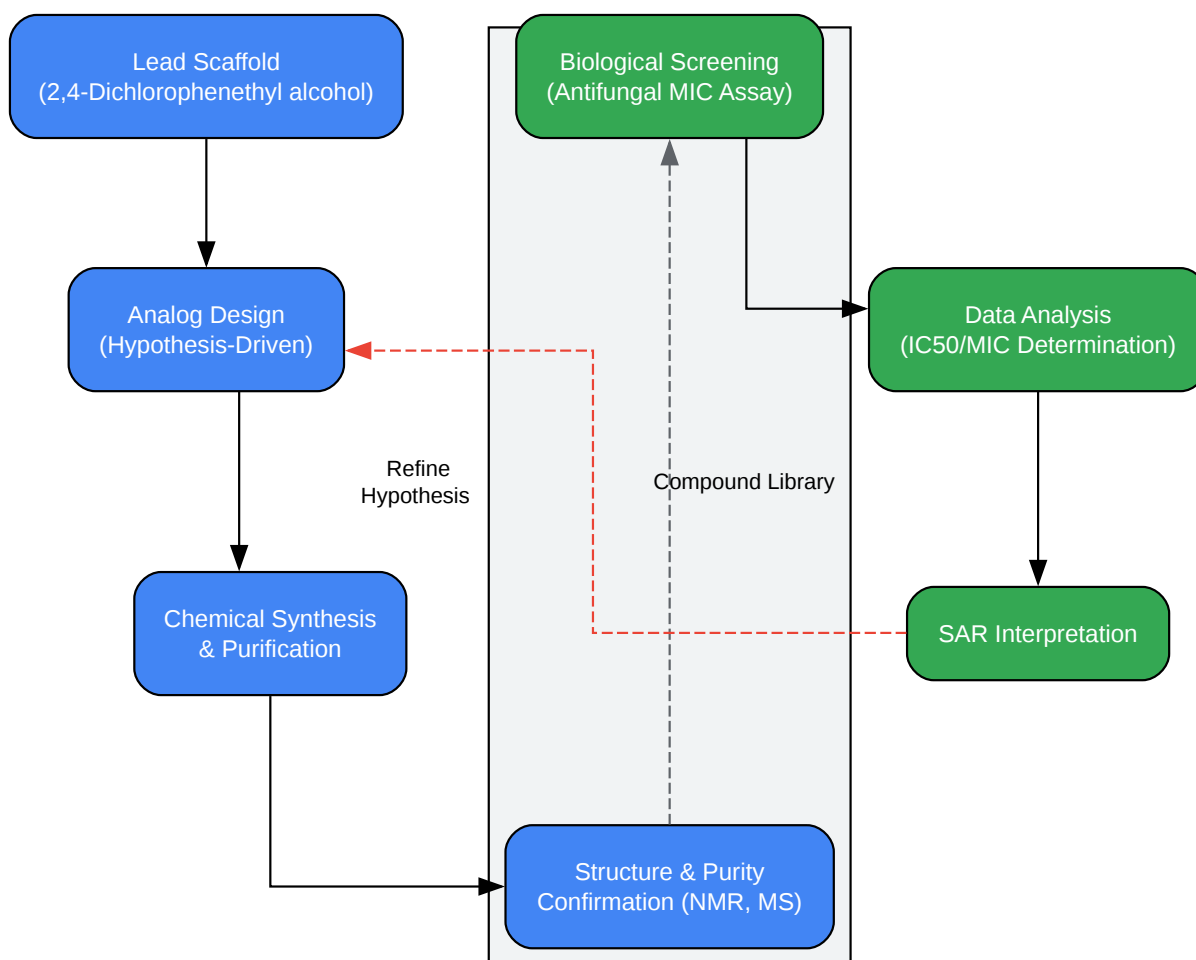 Lead Scaffold
(2,4-Dichlorophenethyl alcohol)
Biological Screening
(Antifungal MIC Assay)
Analog Design
(Hypothesis-Driven)
Data Analysis
(IC50/MIC Determination)
Refine
Hypothesis
Compound Library
Chemical Synthesis
& Purification
SAR Interpretation
Structure & Purity
Confirmation (NMR, MS)